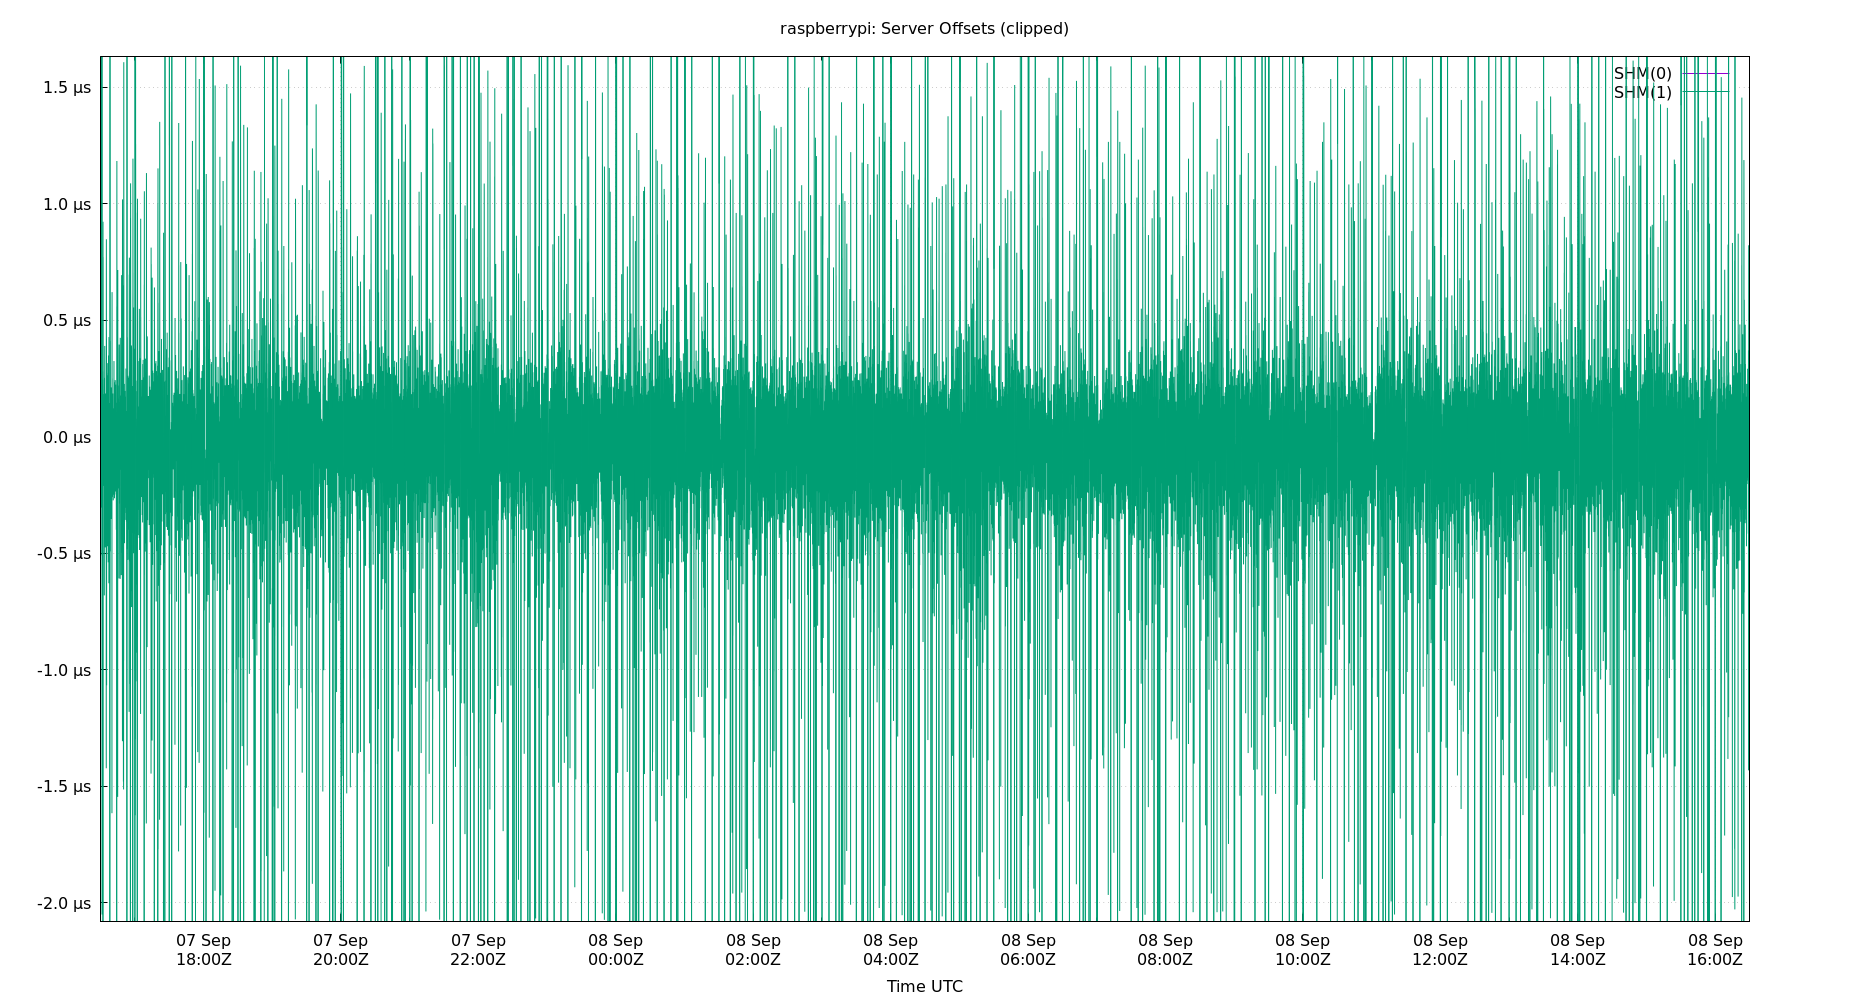 raspberrypi: Server Offsets (clipped)
SHM(0)
SHM(1)
1.5 µs
1.0 µs
0.5 µs
0.0 µs
-0.5 µs
-1.0 µs
-1.5 µs
-2.0 µs
07 Sep 07 Sep 07 Sep 08 Sep 08 Sep 08 Sep 08 Sep 08 Sep 08 Sep 08 Sep 08 Sep 08 Sep
18:00Z 20:00Z 22:00Z 00:00Z 02:00Z 04:00Z 06:00Z 08:00Z 10:00Z 12:00Z 14:00Z 16:00Z
Time UTC